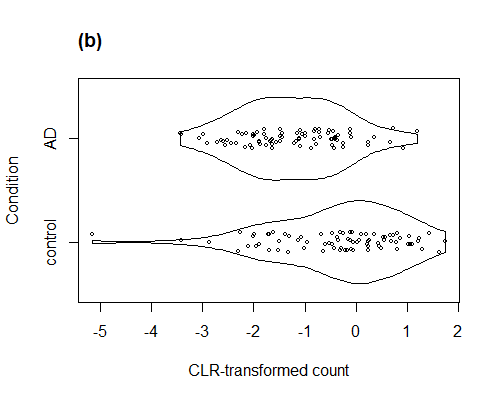 (b)
Condition
AD
control
-5 -4 -3 -2 -1 0 1 2
CLR-transformed count